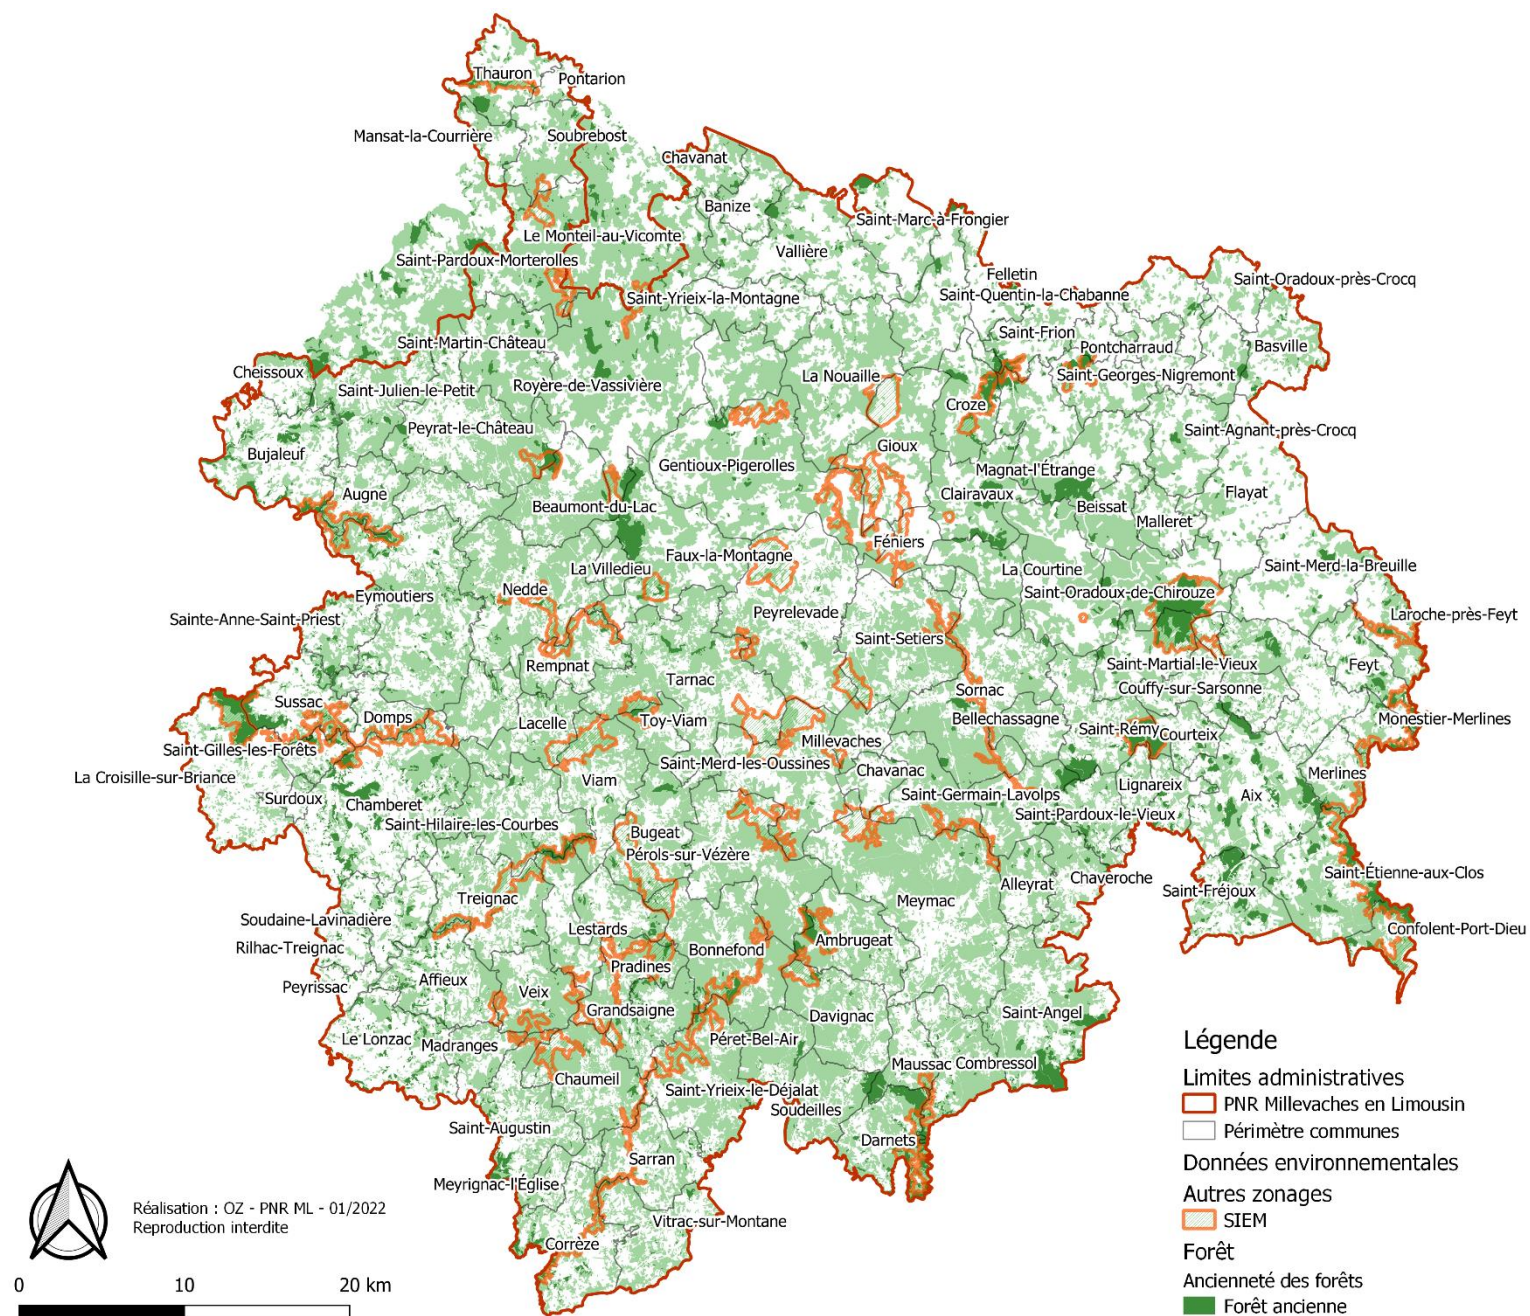 Thauron
Pontarion
Mansat-la-Courrière
Soubrebost
Chavanat
Banize
Saint-Marc-à-Frongier
Le Monteil-au-Vicomte
Vallière
Saint-Pardoux-Morterolles
Felletin
Saint-Oradoux-près-Crocq
Saint-Yrieix-la-Montagne
Saint-Quentin-la-Chabanne
Saint-Frion
Saint-Martin-Château
Pontcharraud
Basville
Cheissoux
La Nouaille
Saint-Georges-Nigremont
Saint-Julien-le-Petit
Royère-de-Vassivière
Croze
Peyrat-le-Château
Saint-Agnant-près-Crocq
Gioux
Bujaleuf
Gentioux-Pigerolles
Magnat-l'Étrange
Augne
Clairavaux
Flayat
Beaumont-du-Lac
Beissat
Malleret
Féniers
Faux-la-Montagne
La Villedieu
La Courtine
Saint-Merd-la-Breuille
Nedde
Eymoutiers
Saint-Oradoux-de-Chirouze
Peyrelevade
Laroche-près-Feyt
Sainte-Anne-Saint-Priest
Saint-Setiers
Rempnat
Saint-Martial-le-Vieux
Feyt
Tarnac
Couffy-sur-Sarsonne
Sussac
Sornac
Domps
Lacelle
Toy-Viam
Bellechassagne
Monestier-Merlines
Saint-Rémy
Courteix
Saint-Gilles-les-Forêts
Millevaches
Saint-Merd-les-Oussines
La Croisille-sur-Briance
Viam
Chavanac
Merlines
Lignareix
Surdoux
Saint-Germain-Lavolps
Aix
Chamberet
Saint-Pardoux-le-Vieux
Saint-Hilaire-les-Courbes
Bugeat
Pérols-sur-Vézère
Saint-Étienne-aux-Clos
Chaveroche
Alleyrat
Saint-Fréjoux
Treignac
Meymac
Soudaine-Lavinadière
Lestards
Confolent-Port-Dieu
Rilhac-Treignac
Bonnefond
Ambrugeat
Pradines
Affieux
Peyrissac
Veix
Grandsaigne
Davignac
Saint-Angel
Le Lonzac
Madranges
Péret-Bel-Air
Maussac
Combressol
Chaumeil
Saint-Yrieix-le-Déjalat
Soudeilles
Saint-Augustin
Darnets
Sarran
Meyrignac-l'Église
Vitrac-sur-Montane
Corrèze
Légende
Limites administratives
PNR Millevaches en Limousin
Périmètre communes
Données environnementales
Autres zonages
SIEM
Forêt
Ancienneté des forêts
Forêt ancienne
Réalisation : OZ - PNR ML - 01/2022
Reproduction interdite
0 10 20 km